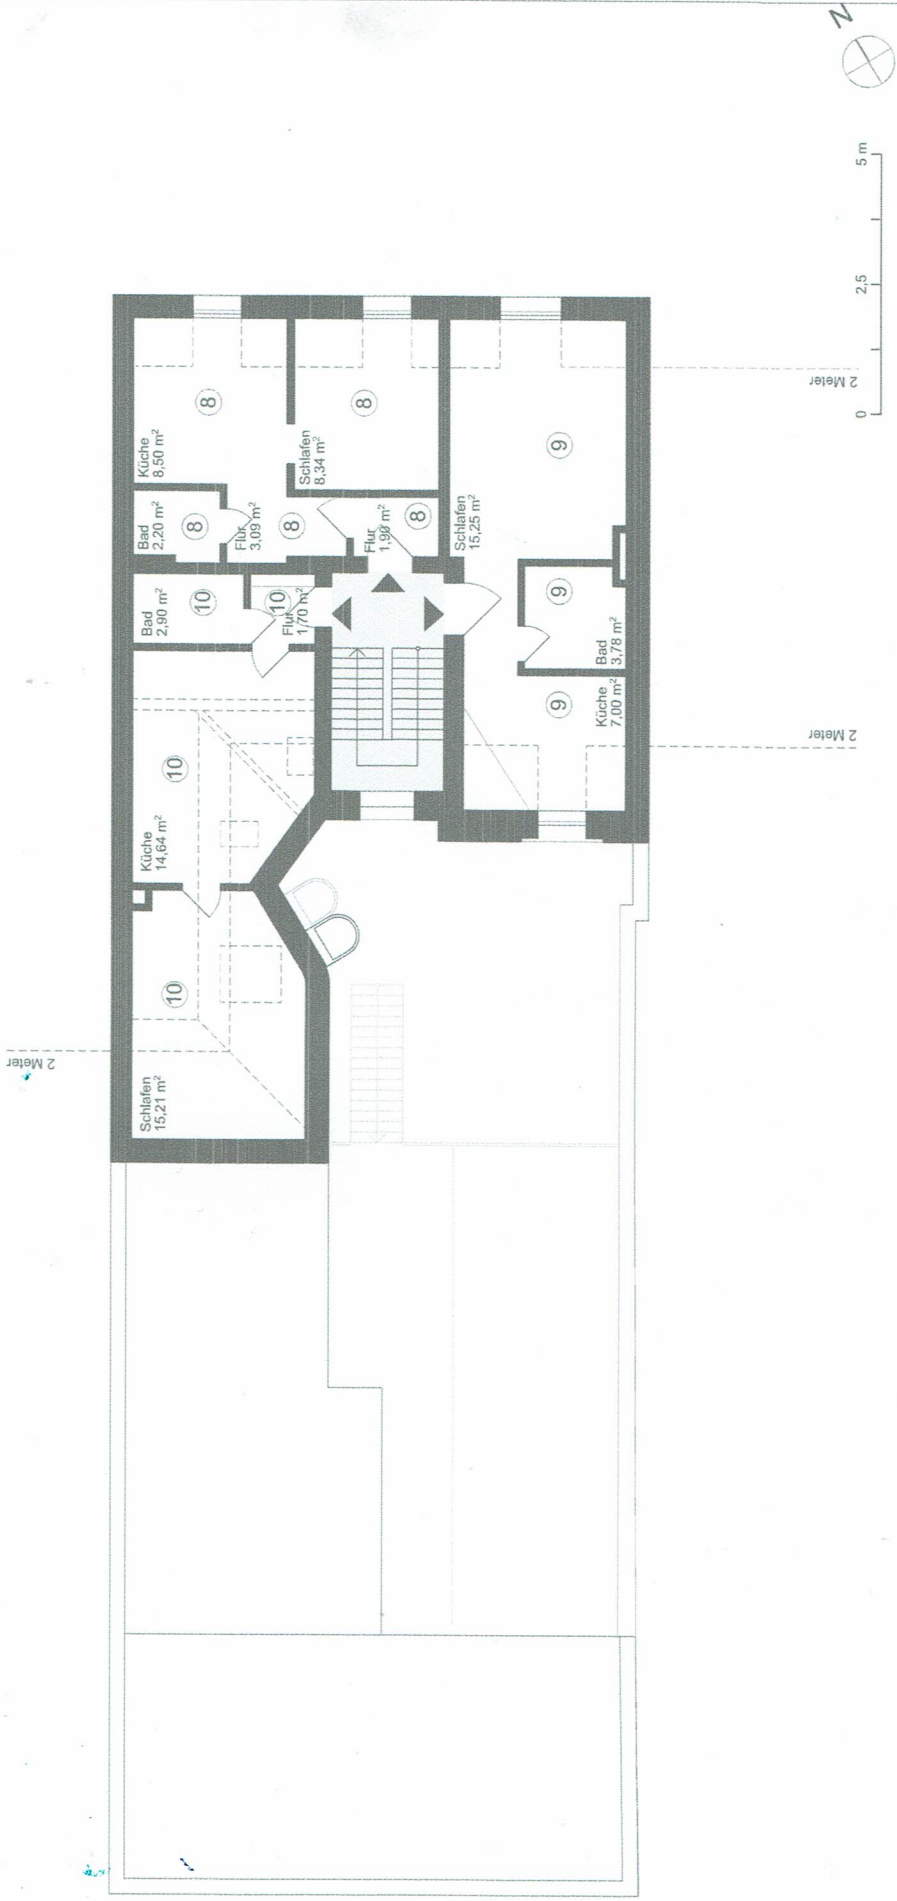 N
5 m
2,5
0
2 Meter
2 Meter
2 Meter
Küche
8,50 m²
8
Schlafen
8,34 m²
8
Bad
2,20 m²
8
Flur
3,09 m²
8
Flur
8
Schlafen
15,25 m²
9
Bad
3,78 m²
9
Küche
7,00 m²
9
Bad
2,90 m²
10
Flur
1,70 m²
10
Küche
14,64 m²
10
Schlafen
15,21 m²
10